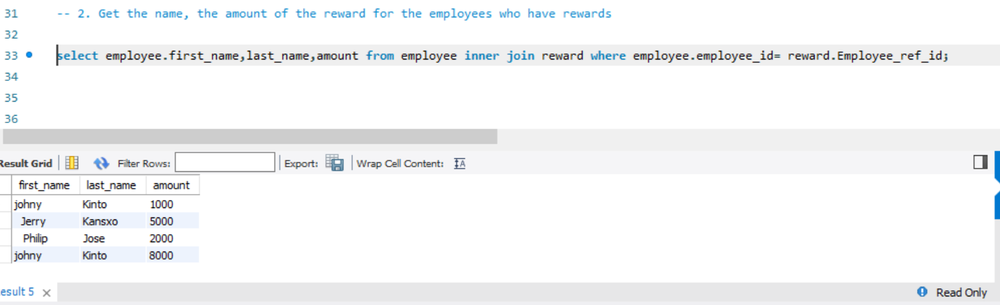 31 -- 2. Get the name, the amount of the reward for the employees who have rewards
32
33 select employee.first_name,last_name,amount from employee inner join reward where employee.employee_id= reward.Employee_ref_id;
34
35
36
Result Grid Filter Rows: Export: Wrap Cell Content: IA
first_name last_name amount
johny Kinto 1000
Jerry Kansxo 5000
Philip Jose 2000
johny Kinto 8000
esult 5 × Read Only